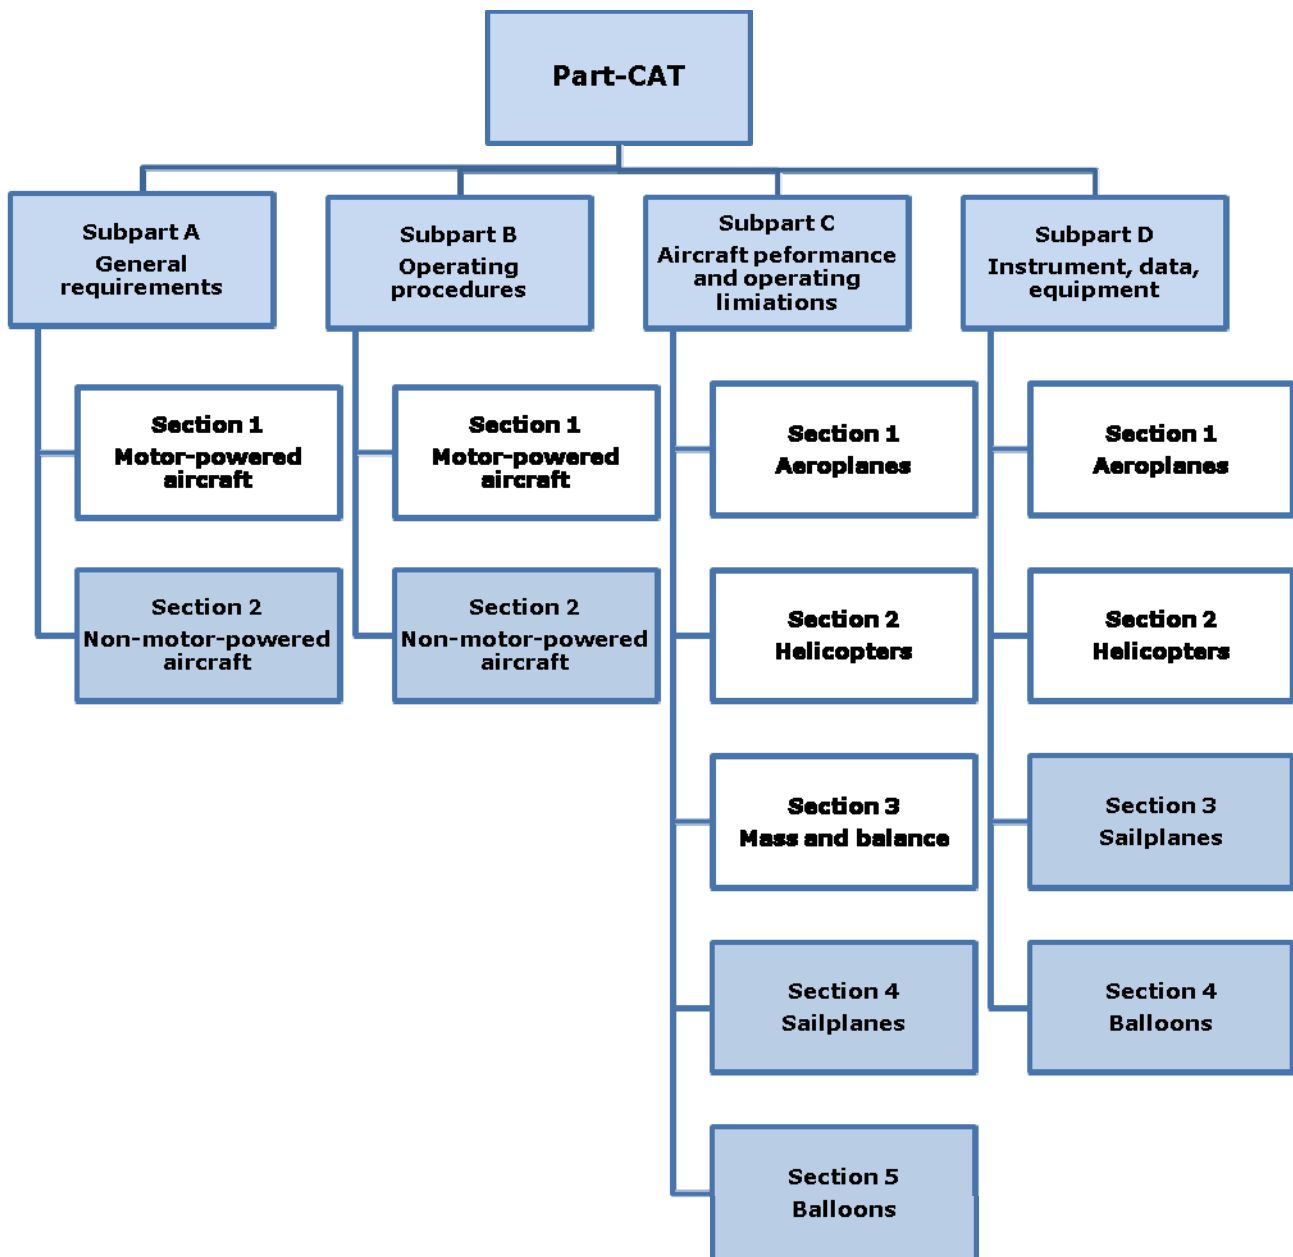 Part-CAT
Subpart A
General
requirements
Section 1
Motor-powered
aircraft
Section 2
Non-motor-powered
aircraft
Subpart B
Operating
procedures
Section 1
Motor-powered
aircraft
Section 2
Non-motor-powered
aircraft
Subpart C
Aircraft peformance
and operating
limiations
Section 1
Aeroplanes
Section 2
Helicopters
Section 3
Mass and balance
Section 4
Sailplanes
Section 5
Balloons
Subpart D
Instrument, data,
equipment
Section 1
Aeroplanes
Section 2
Helicopters
Section 3
Sailplanes
Section 4
Balloons